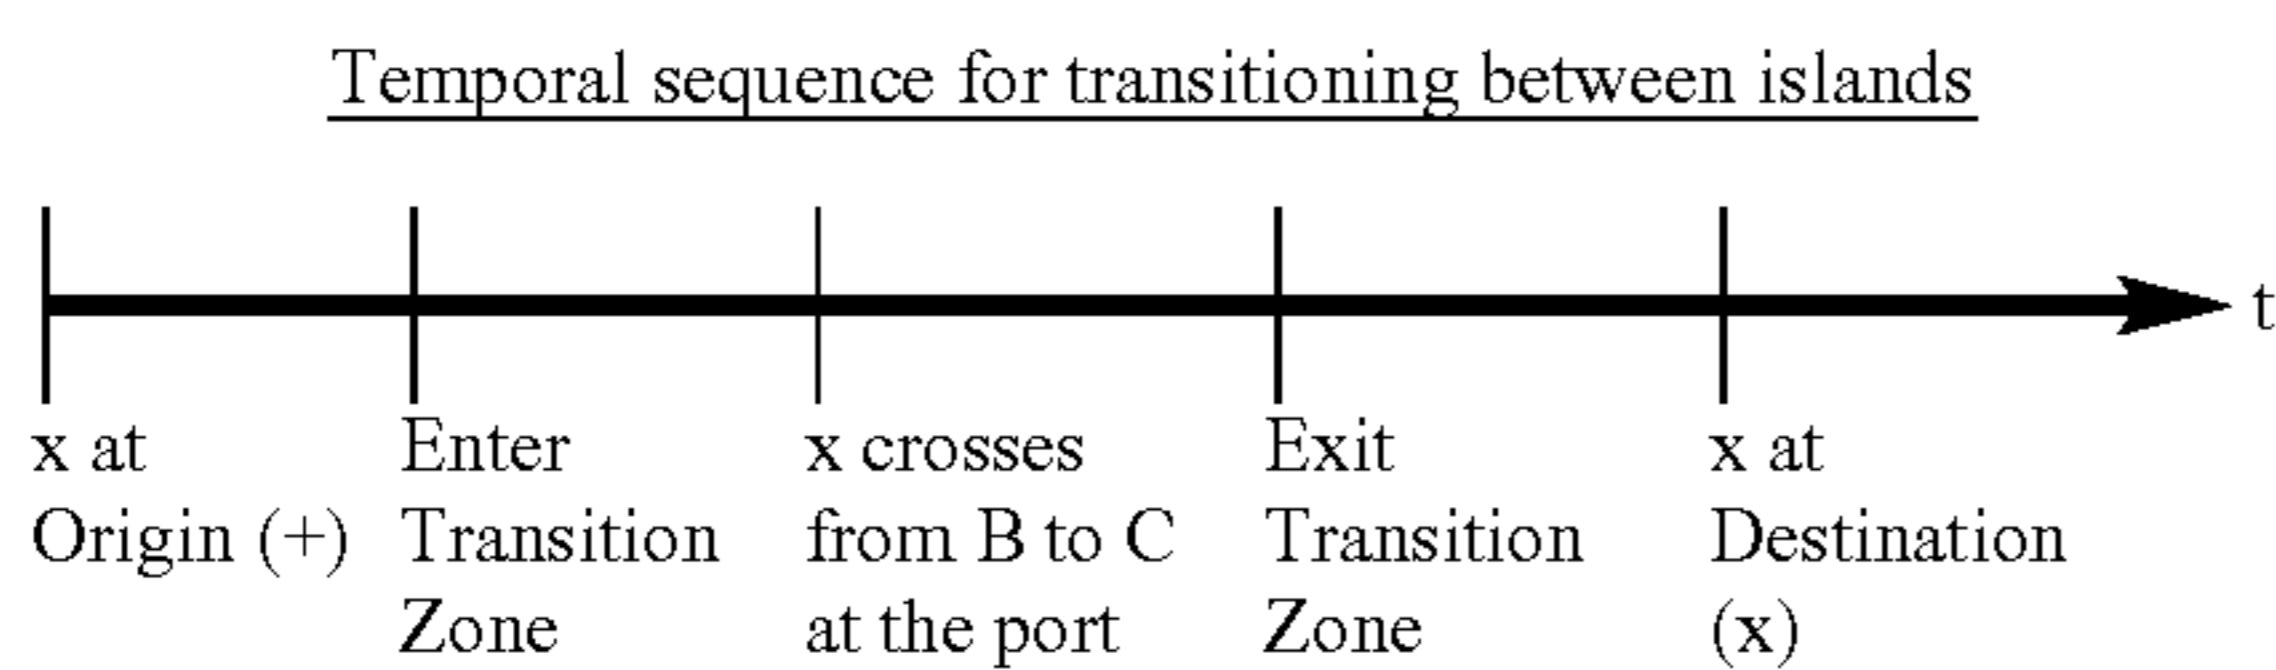 Temporal sequence for transitioning between islands
t
x at
Origin (+)
Enter
Transition
Zone
x crosses
from B to C
at the port
Exit
Transition
Zone
x at
Destination
(x)